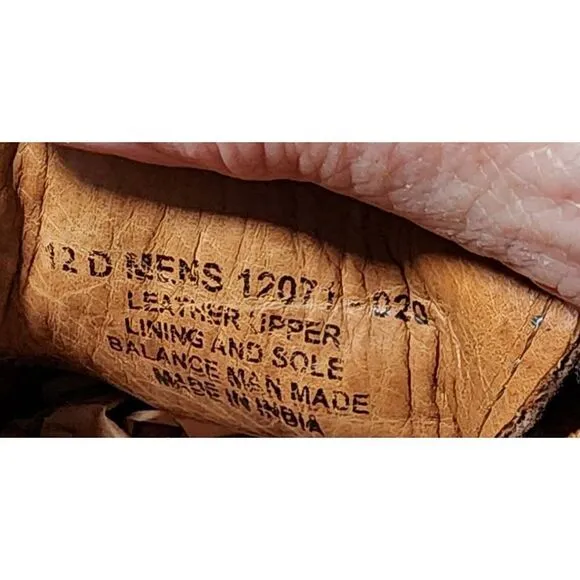 12 D MENS 12071-020
LEATHER UPPER
LINING AND SOLE
BALANCE MAN MADE
MADE IN INDIA